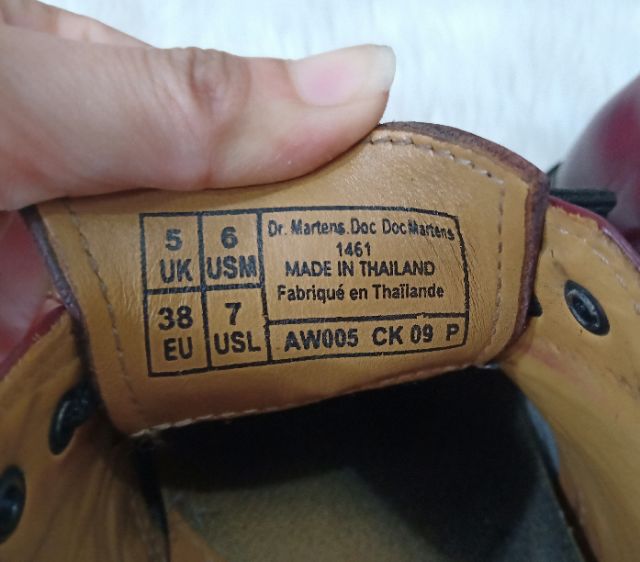 5 UK
6 USM
38 EU
7 USL
Dr. Martens. Doc DocMartens
1461
MADE IN THAILAND
Fabriqué en Thaïlande
AW005 CK 09 P